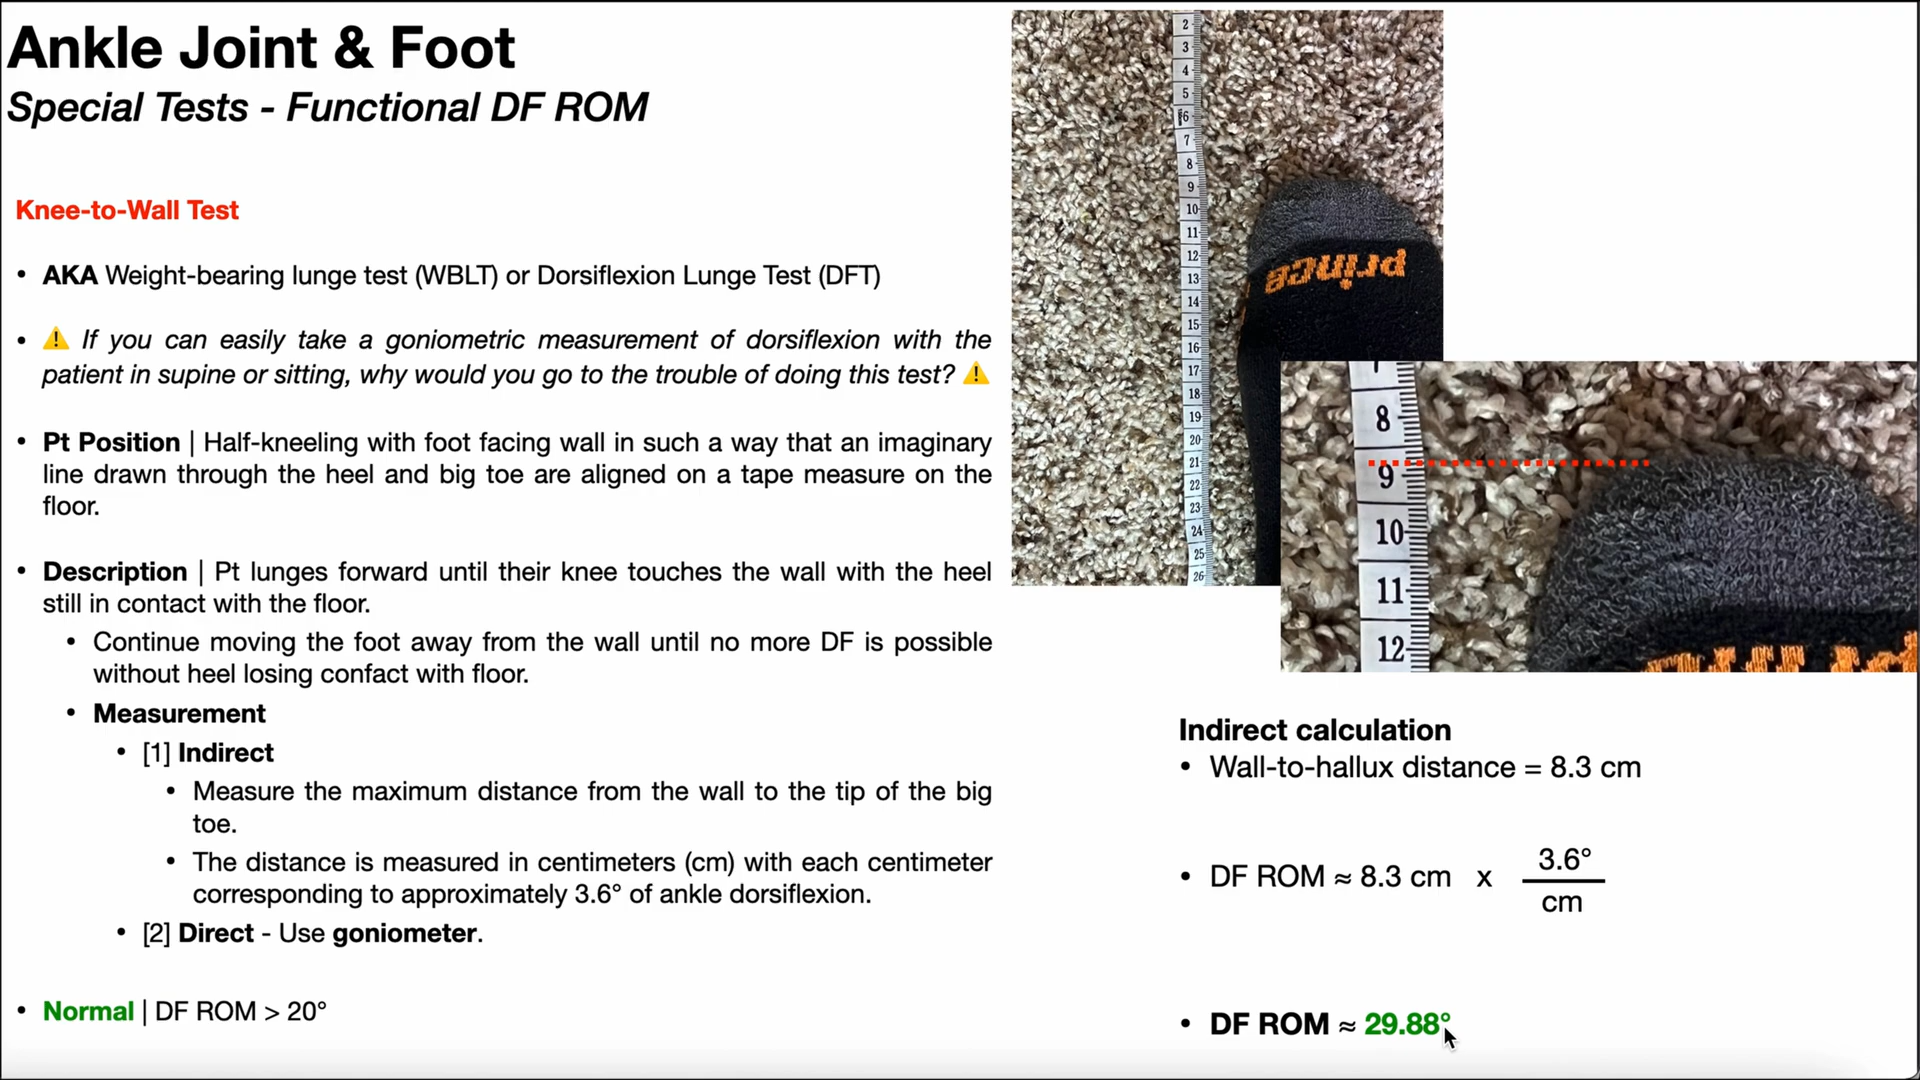 Ankle Joint & Foot
Special Tests - Functional DF ROM
Knee-to-Wall Test
• AKA Weight-bearing lunge test (WBLT) or Dorsiflexion Lunge Test (DFT)
• ⚠️ If you can easily take a goniometric measurement of dorsiflexion with the
patient in supine or sitting, why would you go to the trouble of doing this test? ⚠️
• Pt Position | Half-kneeling with foot facing wall in such a way that an imaginary
line drawn through the heel and big toe are aligned on a tape measure on the
floor.
• Description | Pt lunges forward until their knee touches the wall with the heel
still in contact with the floor.
• Continue moving the foot away from the wall until no more DF is possible
without heel losing confact with floor.
• Measurement
• [1] Indirect
• Measure the maximum distance from the wall to the tip of the big
toe.
• The distance is measured in centimeters (cm) with each centimeter
corresponding to approximately 3.6° of ankle dorsiflexion.
• [2] Direct - Use goniometer.
• Normal | DF ROM > 20°
2
3
4
5
6
7
8
9
10
11
12
13
14
15
16
17
18
19
20
21
22
23
24
25
26
prince
8
9
10
11
12
Indirect calculation
• Wall-to-hallux distance = 8.3 cm
• DF ROM ≈ 8.3 cm x 3.6°
cm
• DF ROM ≈ 29.88°